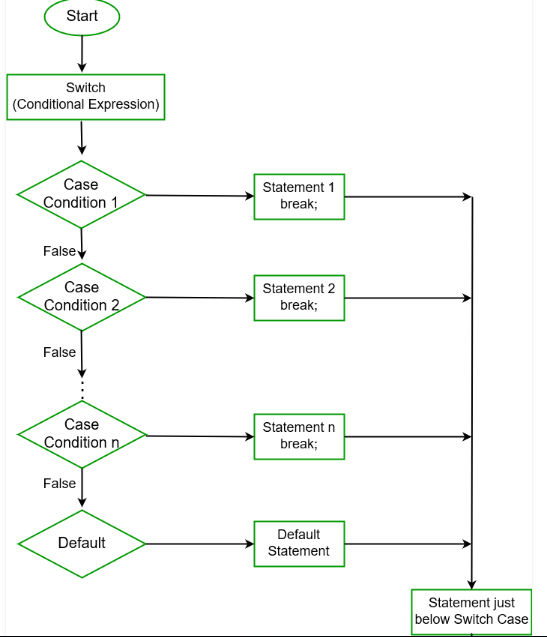 Start
Switch
(Conditional Expression)
Case
Condition 1
Statement 1
break;
False
Case
Condition 2
Statement 2
break;
False
Case
Condition n
Statement n
break;
False
Default
Default
Statement
Statement just
below Switch Case